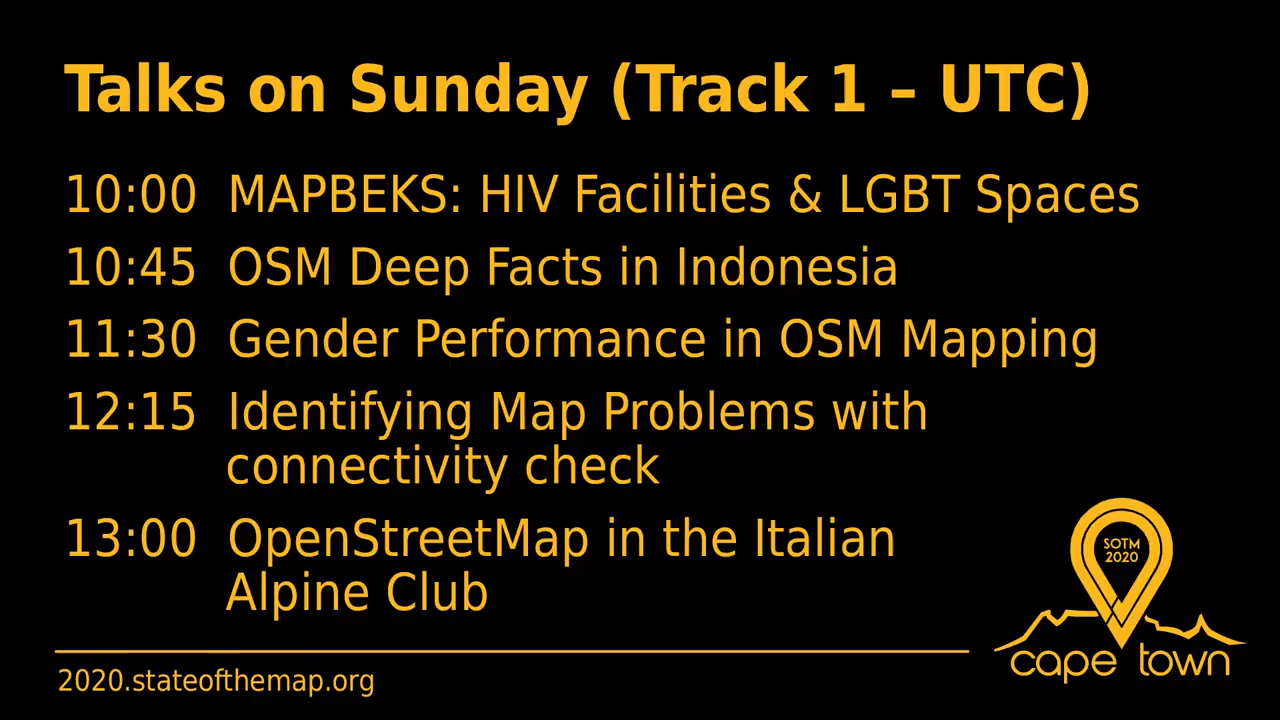 Talks on Sunday (Track 1 – UTC)
10:00 MAPBEKS: HIV Facilities & LGBT Spaces
10:45 OSM Deep Facts in Indonesia
11:30 Gender Performance in OSM Mapping
12:15 Identifying Map Problems with
connectivity check
13:00 OpenStreetMap in the Italian
Alpine Club
SOTM
2020
cape town
2020.stateofthemap.org